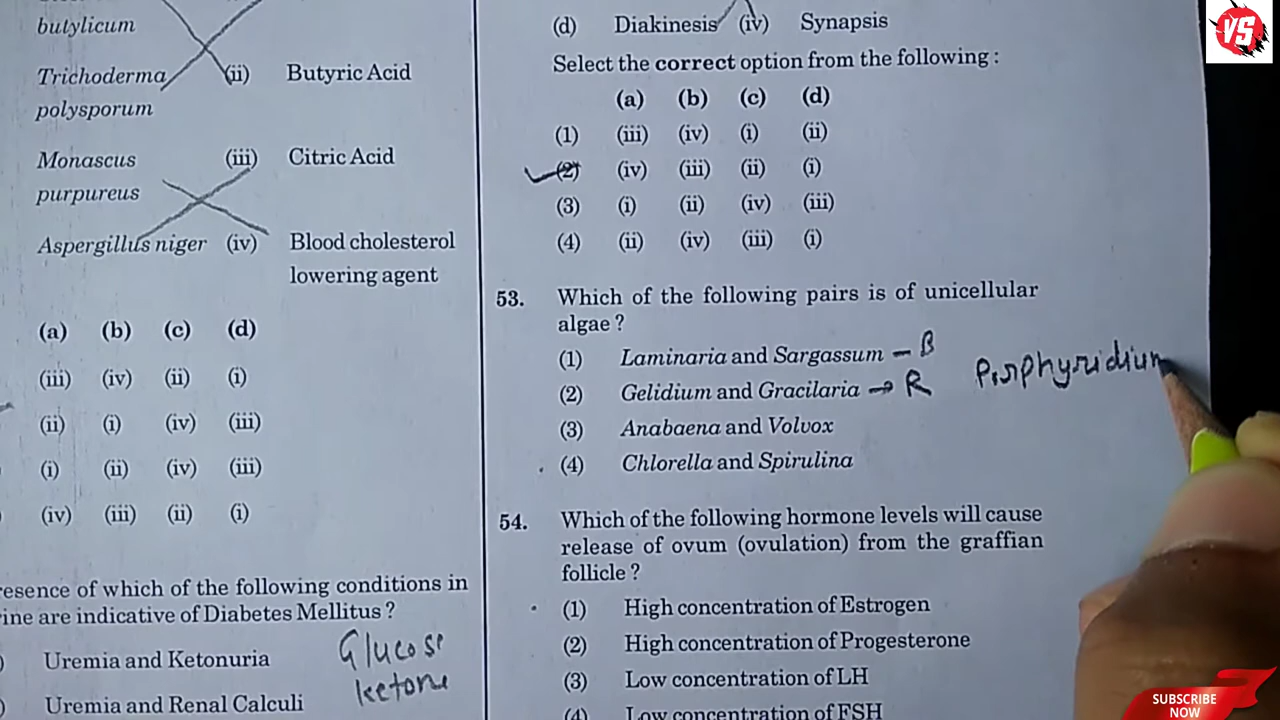 butylicum
Trichoderma (ii) Butyric Acid
polysporum
Monascus (iii) Citric Acid
purpureus
Aspergillus niger (iv) Blood cholesterol
lowering agent
(a) (b) (c) (d)
(iii) (iv) (ii) (i)
(ii) (i) (iv) (iii)
(i) (ii) (iv) (iii)
(iv) (iii) (ii) (i)
resence of which of the following conditions in
ine are indicative of Diabetes Mellitus ?
Uremia and Ketonuria
Uremia and Renal Calculi
Glucose
ketone
(d) Diakinesis (iv) Synapsis
Select the correct option from the following :
(a) (b) (c) (d)
(1) (iii) (iv) (i) (ii)
(2) (iv) (iii) (ii) (i)
(3) (i) (ii) (iv) (iii)
(4) (ii) (iv) (iii) (i)
53. Which of the following pairs is of unicellular
algae ?
(1) Laminaria and Sargassum – B
(2) Gelidium and Gracilaria → R
Porphyridium
(3) Anabaena and Volvox
(4) Chlorella and Spirulina
54. Which of the following hormone levels will cause
release of ovum (ovulation) from the graffian
follicle ?
(1) High concentration of Estrogen
(2) High concentration of Progesterone
(3) Low concentration of LH
(4) Low concentration of FSH
VS
SUBSCRIBE
NOW